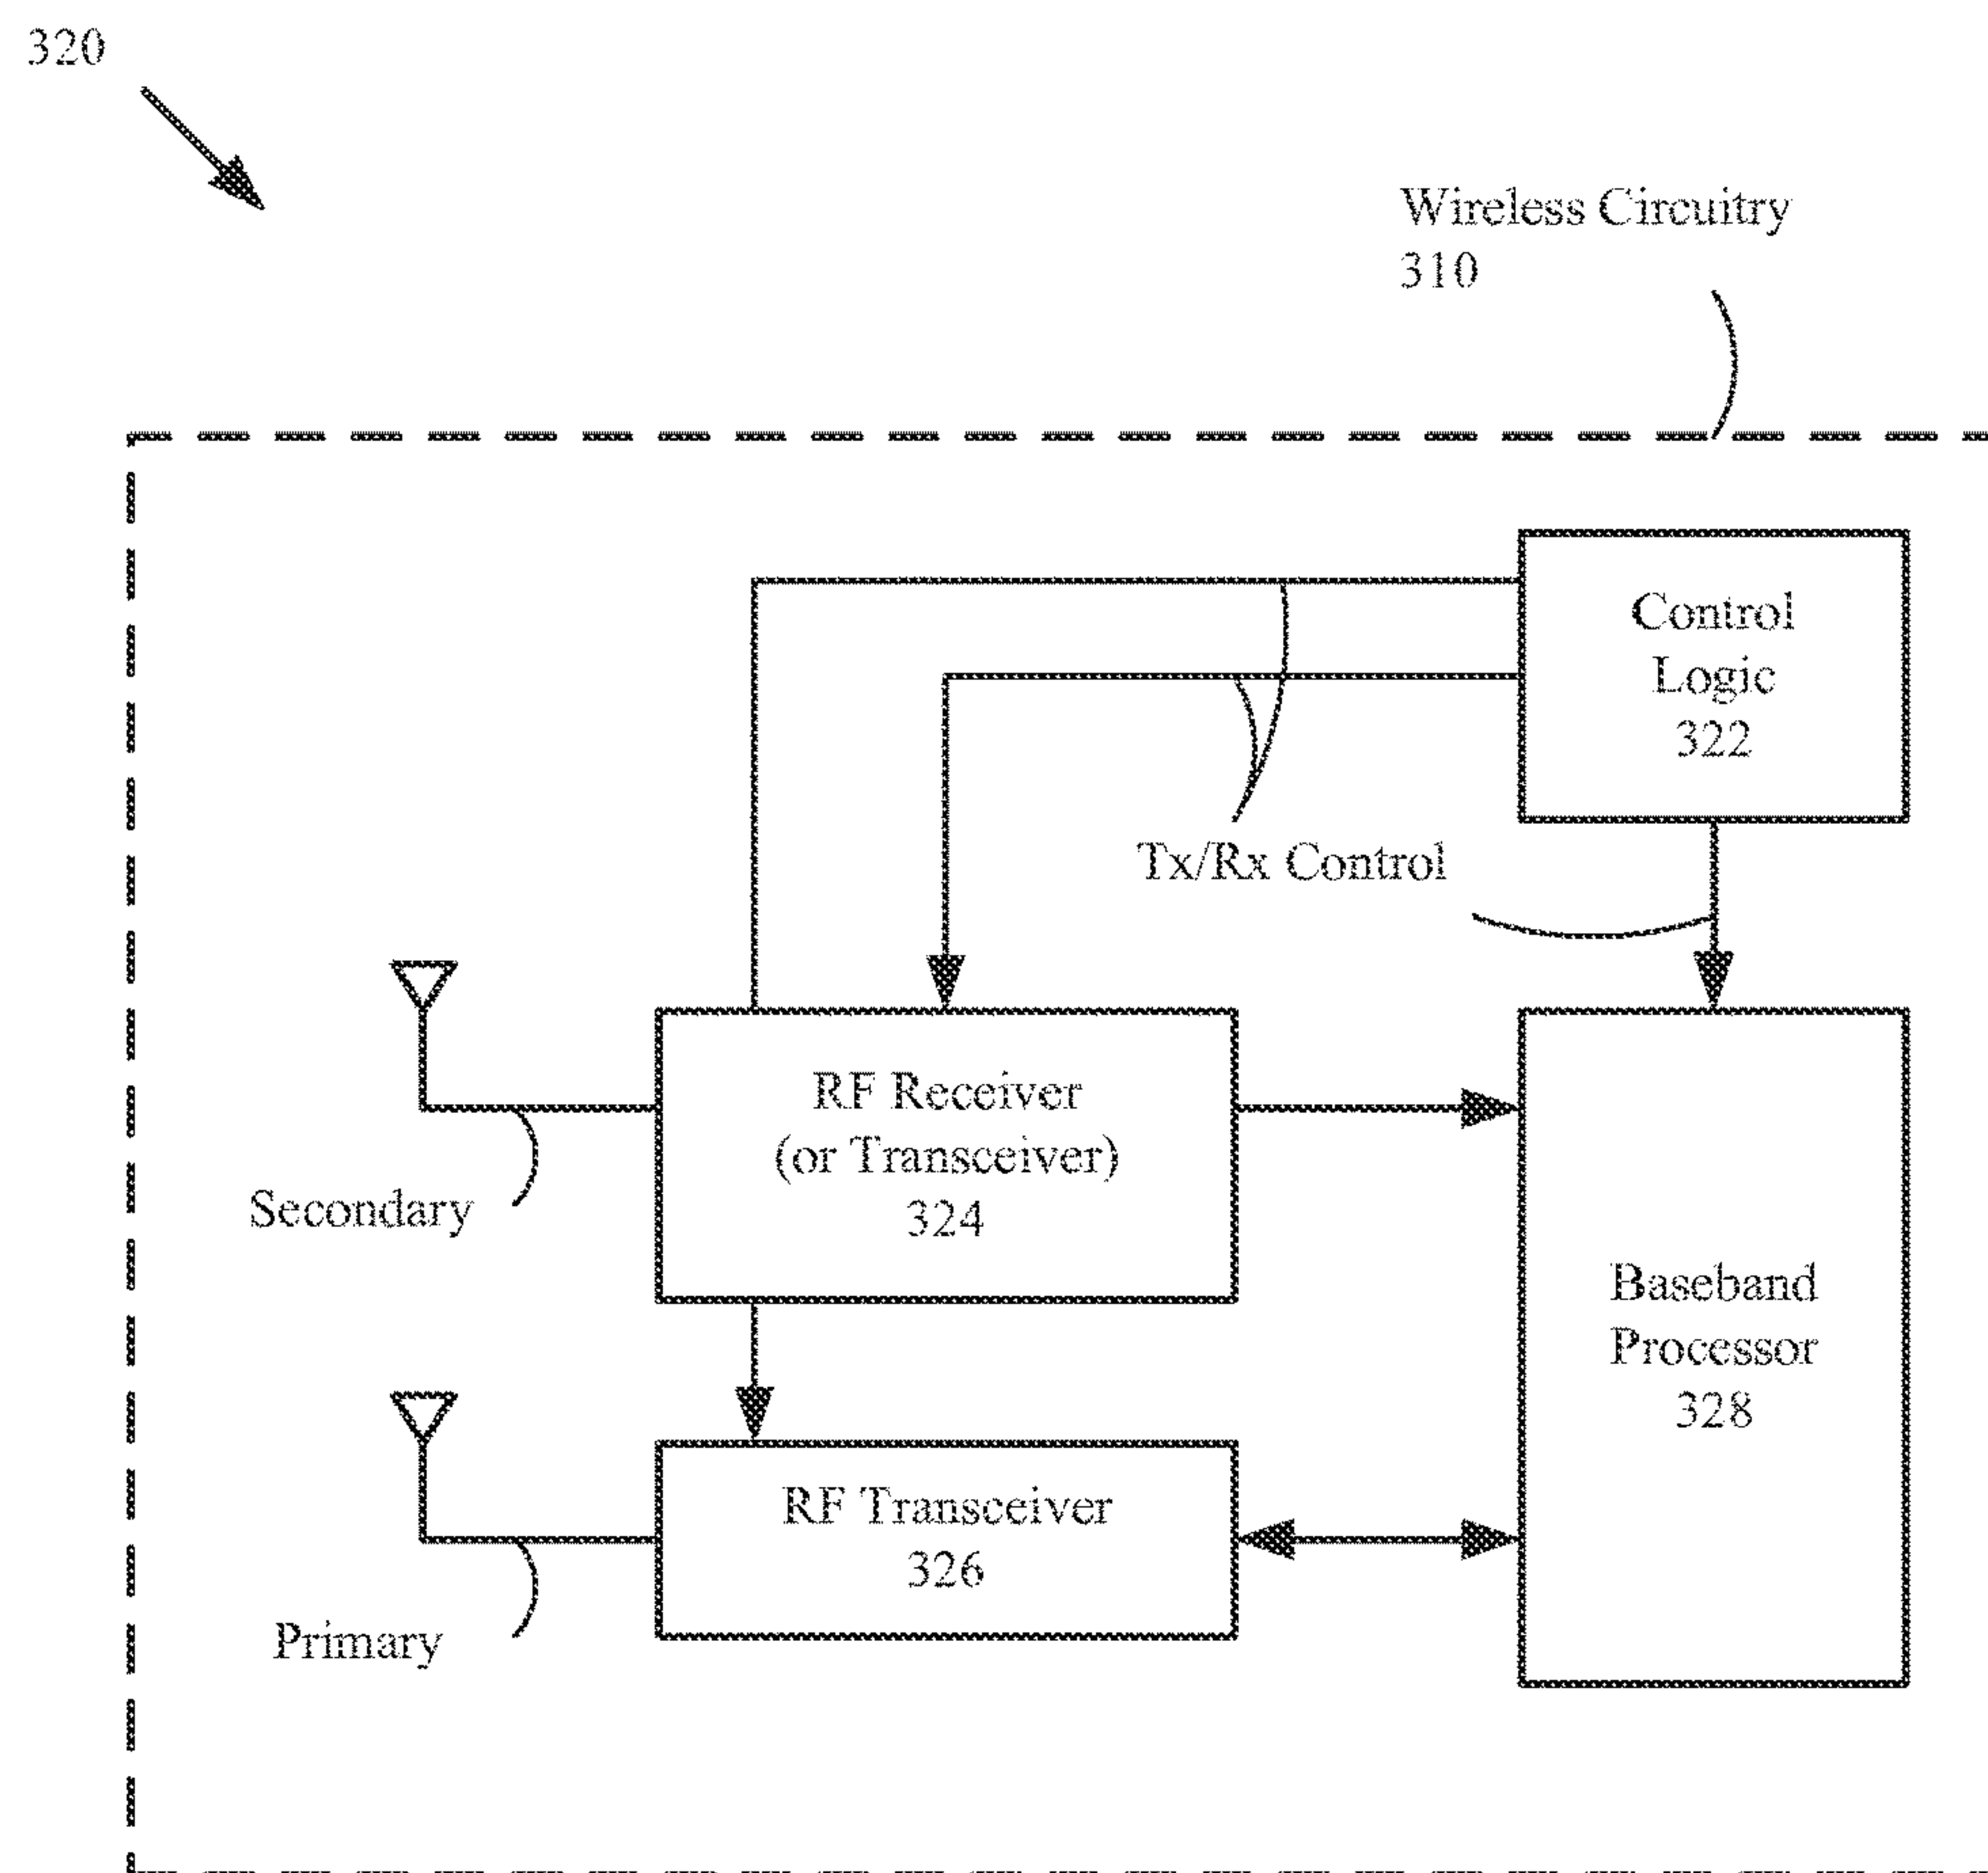 320
Wireless Circuitry
310
Control
Logic
322
Tx/Rx Control
RF Receiver
(or Transceiver)
324
Secondary
Baseband
Processor
328
RF Transceiver
326
Primary